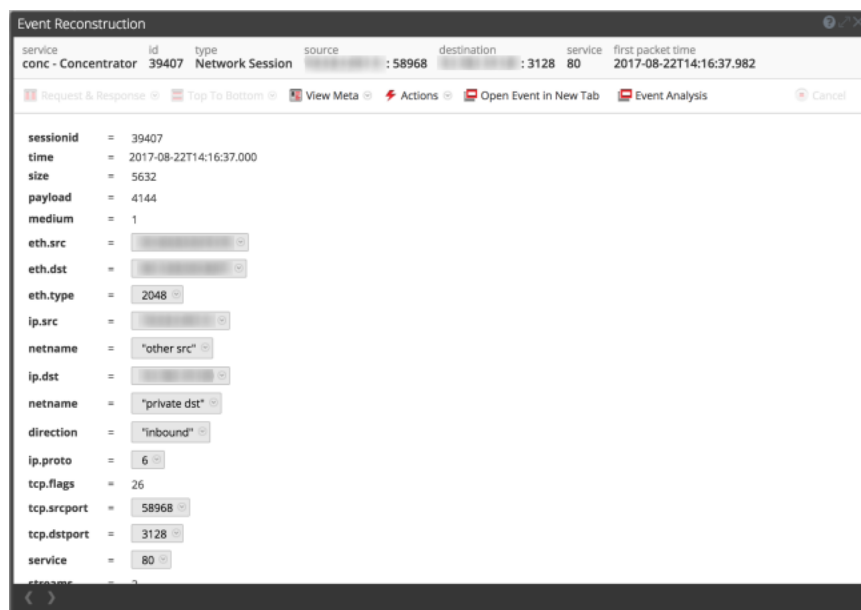 Event Reconstruction
service id type source destination service first packet time
conc - Concentrator 39407 Network Session : 58968 : 3128 80 2017-08-22T14:16:37.982
Request & Response Top To Bottom View Meta Actions Open Event in New Tab Event Analysis Cancel
sessionid = 39407
time = 2017-08-22T14:16:37.000
size = 5632
payload = 4144
medium = 1
eth.src =
eth.dst =
eth.type = 2048
ip.src =
netname = "other src"
ip.dst =
netname = "private dst"
direction = "inbound"
ip.proto = 6
tcp.flags = 26
tcp.srcport = 58968
tcp.dstport = 3128
service = 80
streams = 2